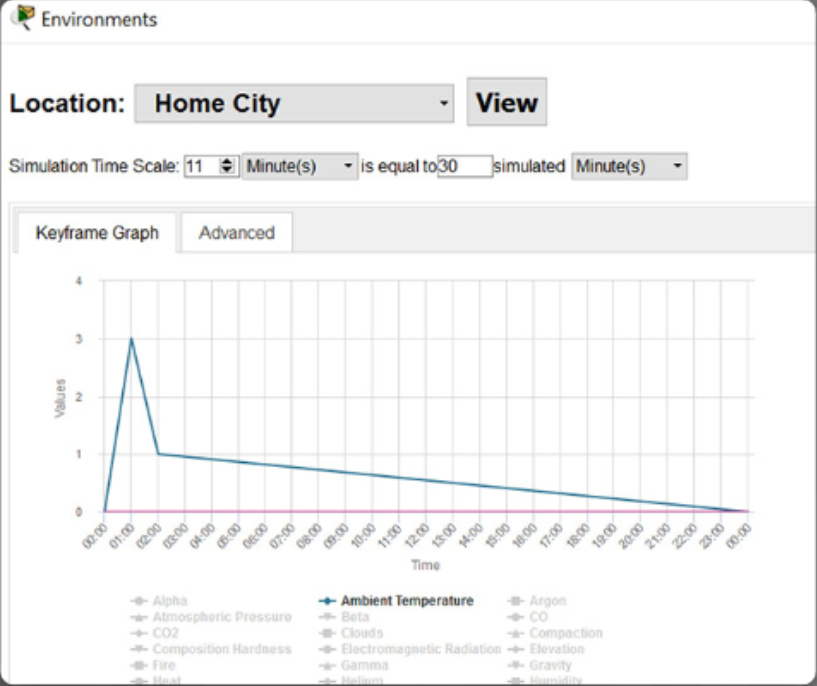 Environments
Location: Home City View
Simulation Time Scale: 11 Minute(s) is equal to 30 simulated Minute(s)
Keyframe Graph Advanced
4
3
2
1
0
Values
00:00 01:00 02:00 03:00 04:00 05:00 06:00 07:00 08:00 09:00 10:00 11:00 12:00 13:00 14:00 15:00 16:00 17:00 18:00 19:00 20:00 21:00 22:00 23:00 00:00
Time
Alpha Ambient Temperature Argon
Atmospheric Pressure Beta CO
CO2 Clouds Compaction
Composition Hardness Electromagnetic Radiation Elevation
Fire Gamma Gravity
Heat Helium Humidity